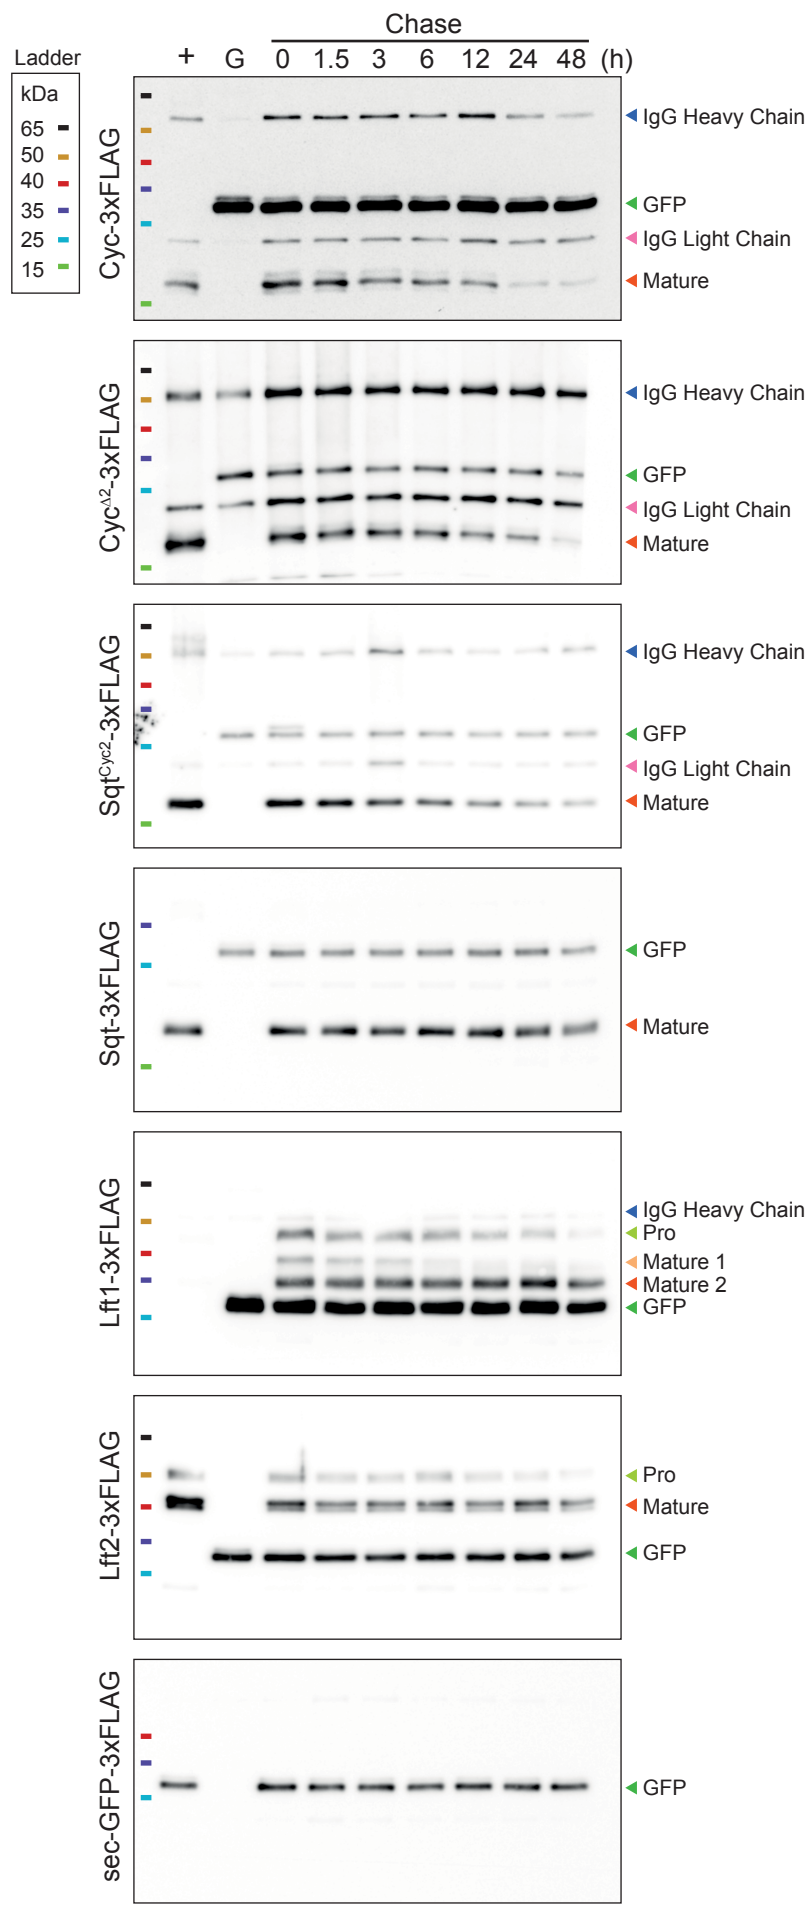 Chase
Ladder
+ G 0 1.5 3 6 12 24 48 (h)
kDa
65
50
40
35
25
15
Cyc-3xFLAG
IgG Heavy Chain
GFP
IgG Light Chain
Mature
CycΔ2-3xFLAG
IgG Heavy Chain
GFP
IgG Light Chain
Mature
SqtCyc2-3xFLAG
IgG Heavy Chain
GFP
IgG Light Chain
Mature
Sqt-3xFLAG
GFP
Mature
Lft1-3xFLAG
IgG Heavy Chain
Pro
Mature 1
Mature 2
GFP
Lft2-3xFLAG
Pro
Mature
GFP
sec-GFP-3xFLAG
GFP